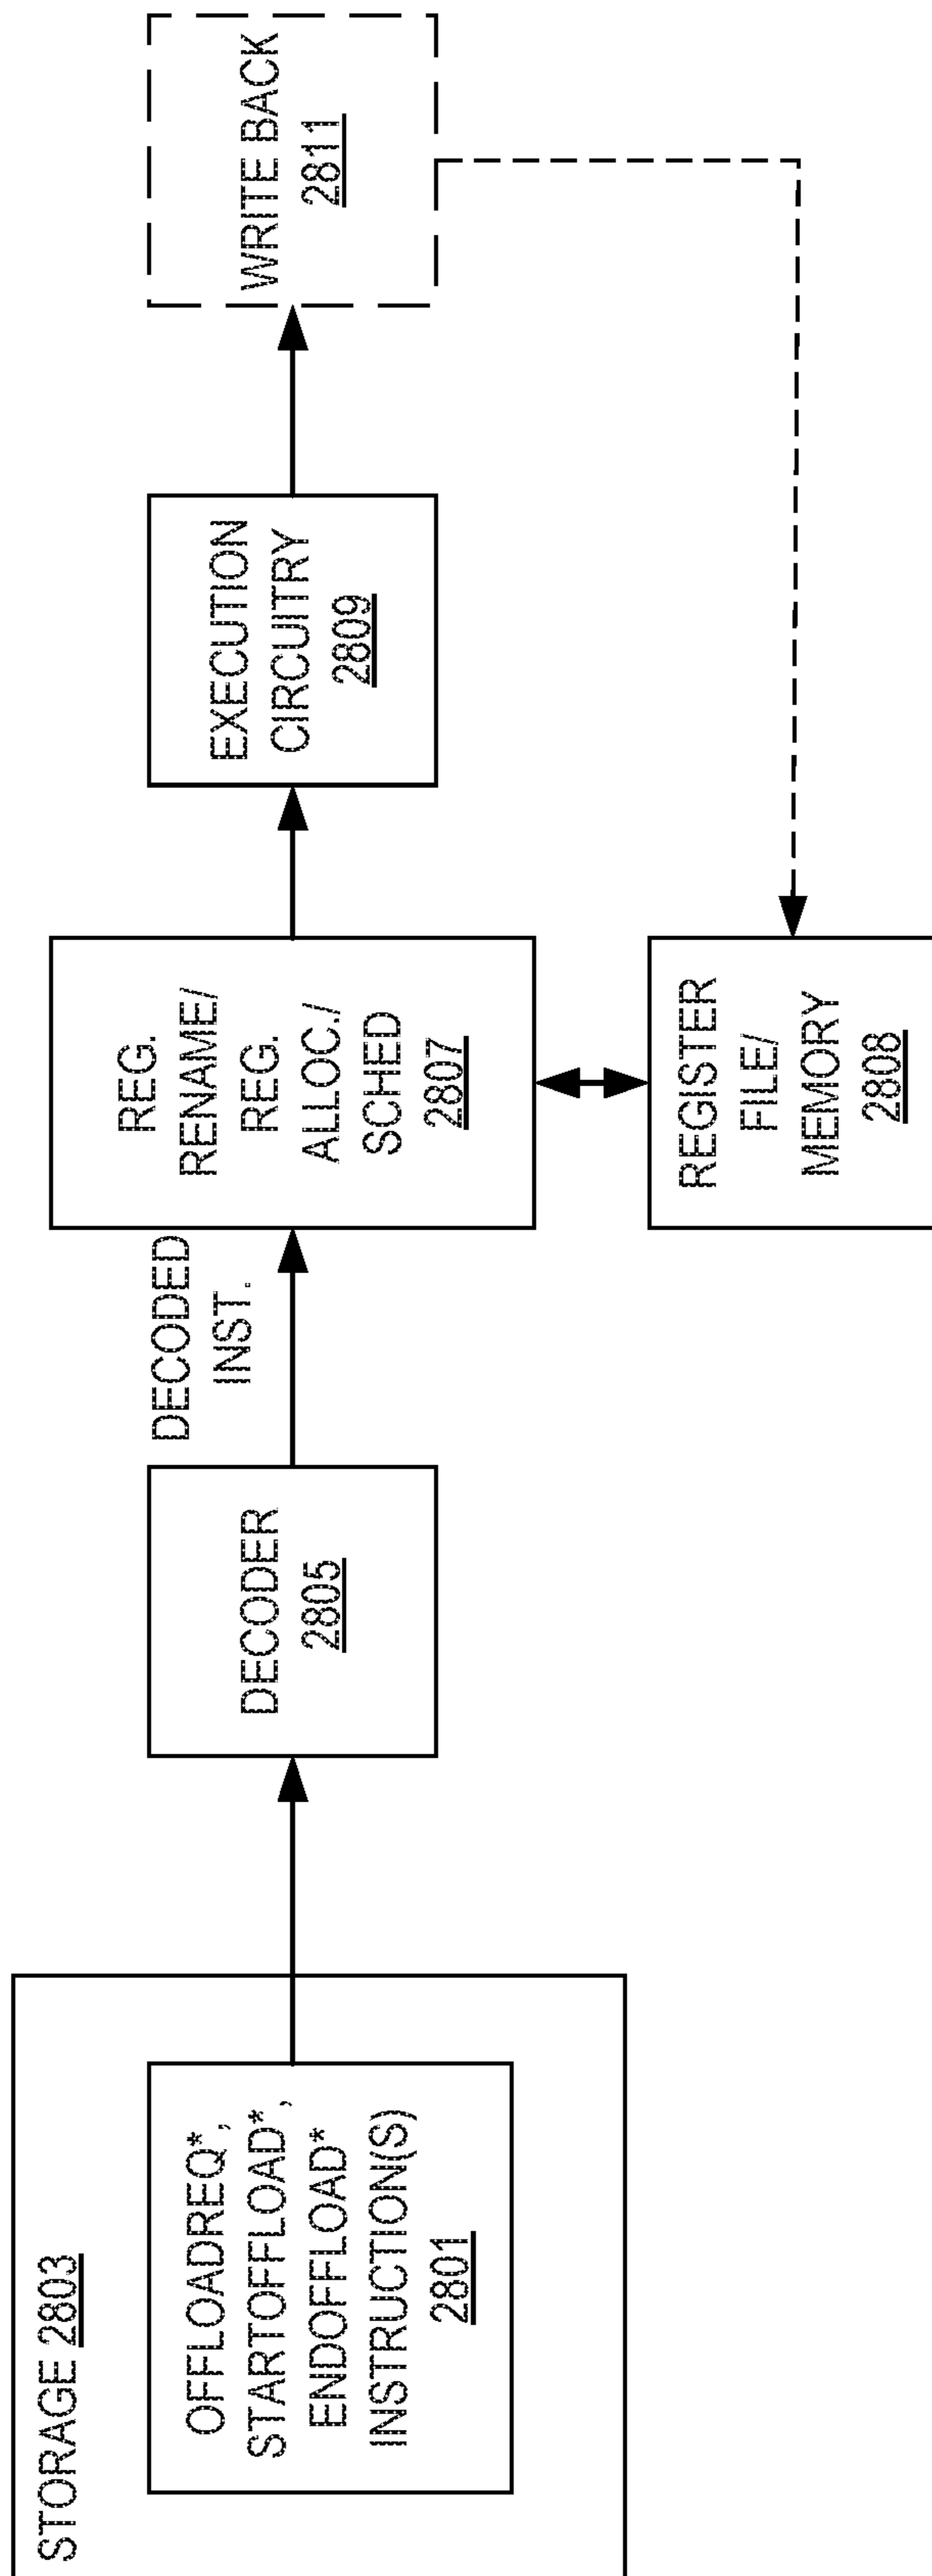 STORAGE 2803
OFFLOADREQ*,
STARTOFFLOAD*,
ENDOFFLOAD*
INSTRUCTION(S)
2801
DECODER
2805
DECODED
INST.
REG.
RENAME/
REG.
ALLOC./
SCHED
2807
REGISTER
FILE/
MEMORY
2808
EXECUTION
CIRCUITRY
2809
WRITE BACK
2811